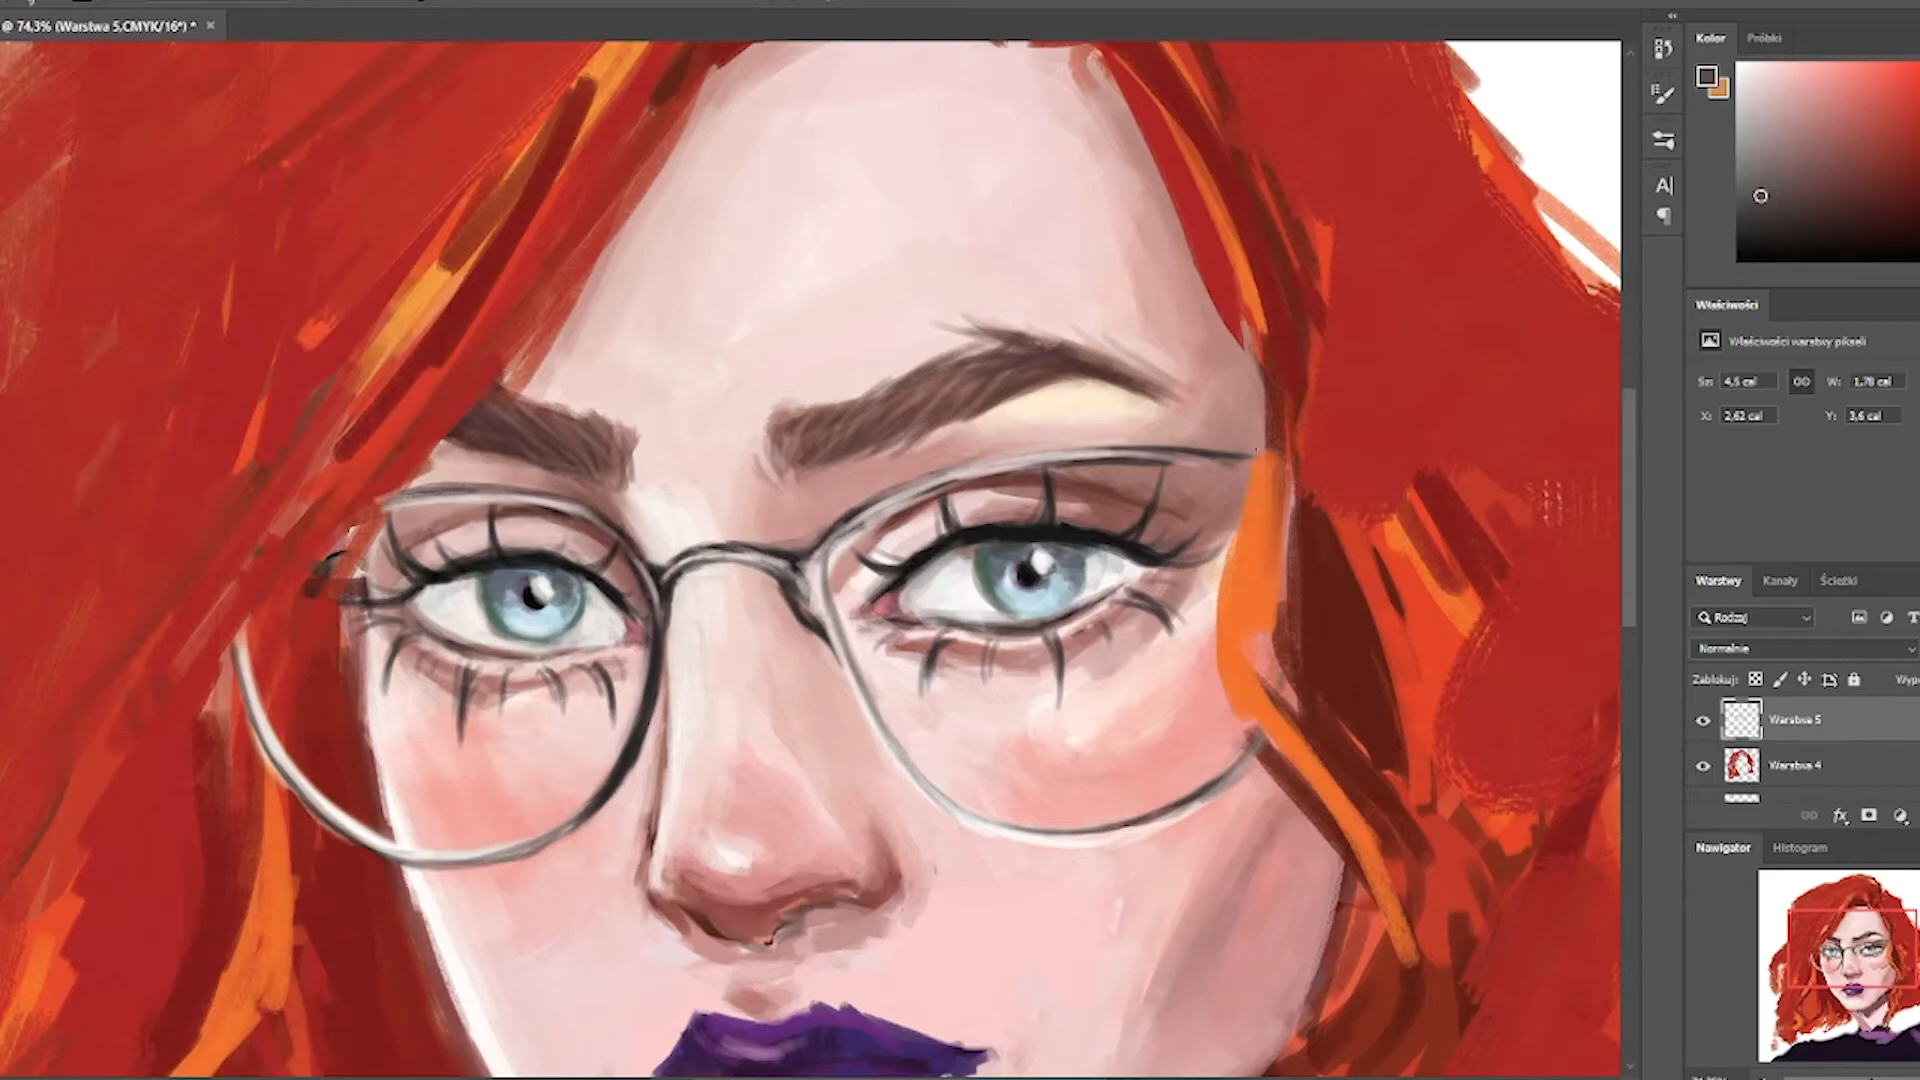 @ 74,3% (Warstwa 5,CMYK/16*) *
Kolor Próbki
Właściwości
Właściwości warstwy pikseli
Sz: 4,5 cal W: 1,78 cal
X: 2,62 cal Y: 3,6 cal
Warstwy Kanały Ścieżki
Rodzaj
Normalnie
Zablokuj:
Warstwa 5
Warstwa 4
fx
Nawigator Histogram